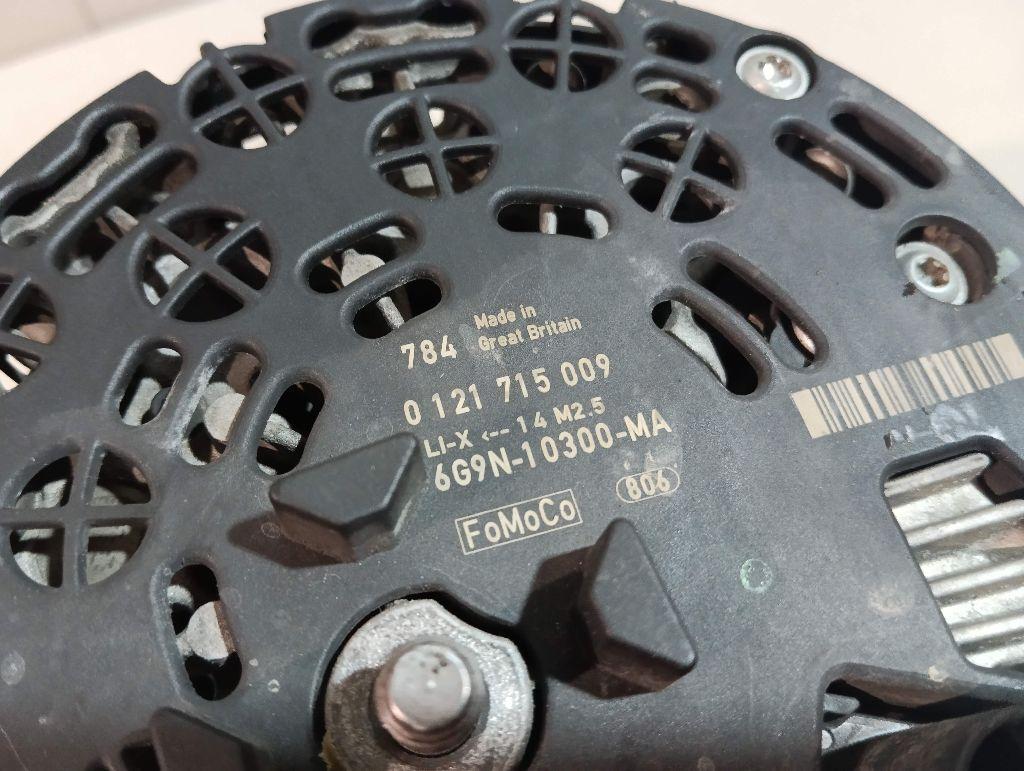 Made in
Great Britain
784
0 121 715 009
LI-X <-- 14 M2.5
6G9N-10300-MA
FoMoCo
806